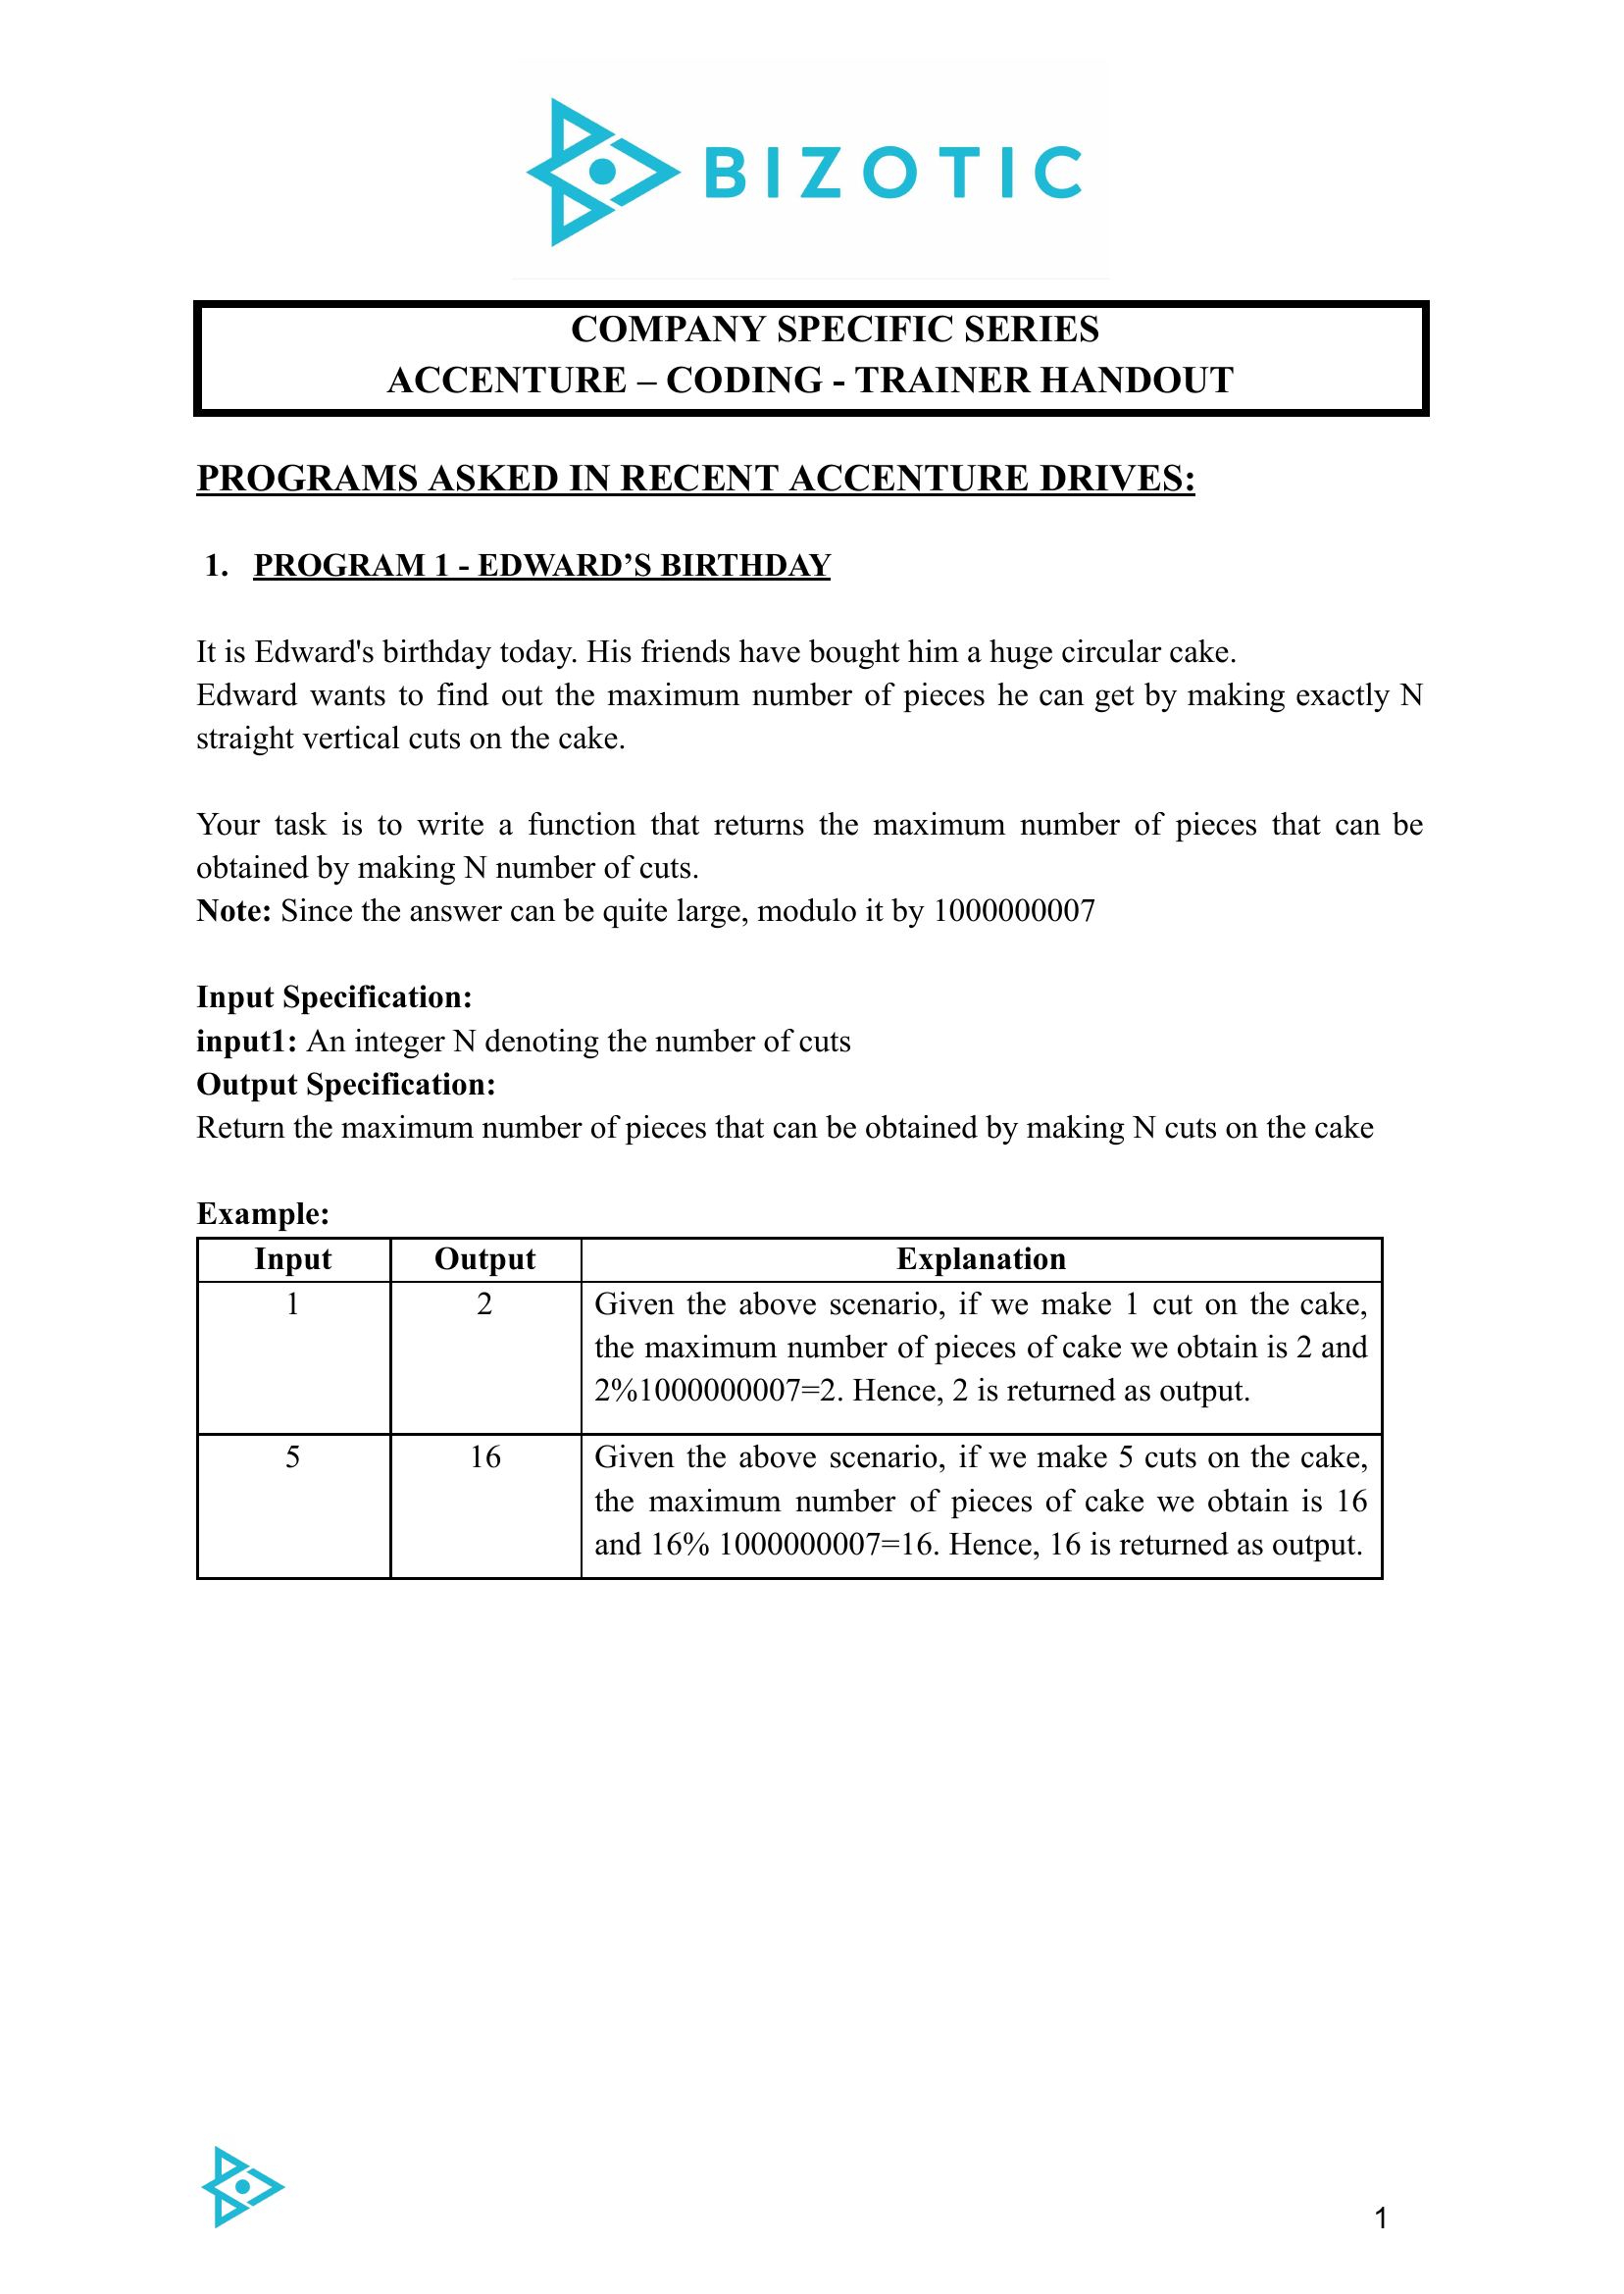 BIZOTIC
COMPANY SPECIFIC SERIES
ACCENTURE – CODING - TRAINER HANDOUT
PROGRAMS ASKED IN RECENT ACCENTURE DRIVES:
1. PROGRAM 1 - EDWARD’S BIRTHDAY
It is Edward's birthday today. His friends have bought him a huge circular cake.
Edward wants to find out the maximum number of pieces he can get by making exactly N
straight vertical cuts on the cake.
Your task is to write a function that returns the maximum number of pieces that can be
obtained by making N number of cuts.
Note: Since the answer can be quite large, modulo it by 1000000007
Input Specification:
input1: An integer N denoting the number of cuts
Output Specification:
Return the maximum number of pieces that can be obtained by making N cuts on the cake
Example:
Input Output Explanation
1 2 Given the above scenario, if we make 1 cut on the cake,
the maximum number of pieces of cake we obtain is 2 and
2%1000000007=2. Hence, 2 is returned as output.
5 16 Given the above scenario, if we make 5 cuts on the cake,
the maximum number of pieces of cake we obtain is 16
and 16% 1000000007=16. Hence, 16 is returned as output.
1